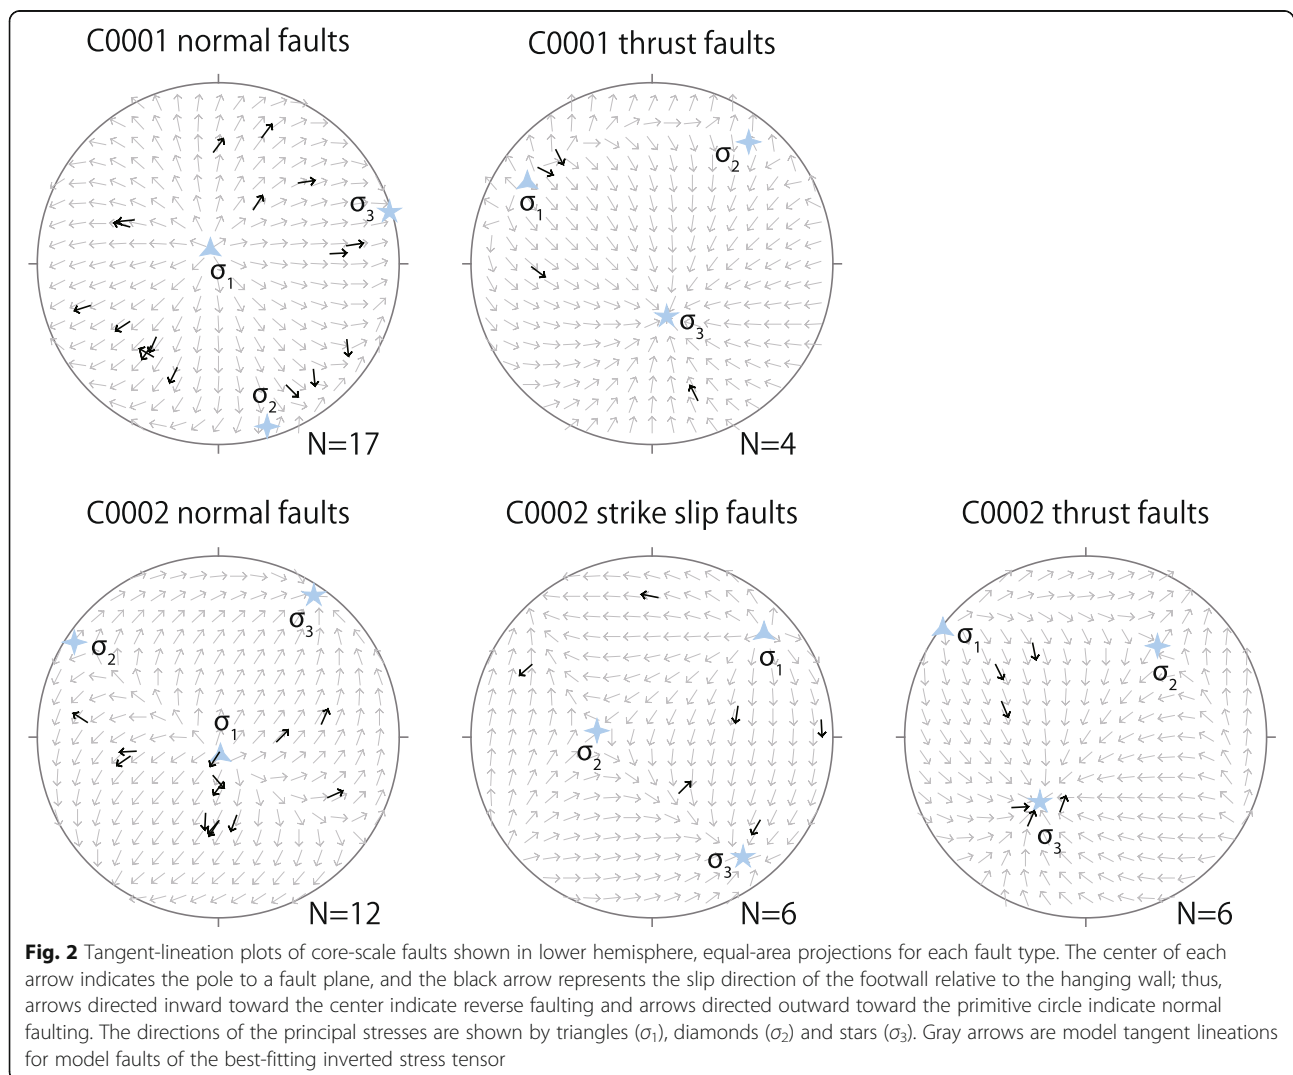 C0001 normal faults
C0001 thrust faults
σ3
σ1
σ2
N=17
σ2
σ1
σ3
N=4
C0002 normal faults
C0002 strike slip faults
C0002 thrust faults
σ3
σ2
σ1
N=12
σ1
σ2
σ3
N=6
σ1
σ2
σ3
N=6
Fig. 2 Tangent-lineation plots of core-scale faults shown in lower hemisphere, equal-area projections for each fault type. The center of each
arrow indicates the pole to a fault plane, and the black arrow represents the slip direction of the footwall relative to the hanging wall; thus,
arrows directed inward toward the center indicate reverse faulting and arrows directed outward toward the primitive circle indicate normal
faulting. The directions of the principal stresses are shown by triangles (σ1), diamonds (σ2) and stars (σ3). Gray arrows are model tangent lineations
for model faults of the best-fitting inverted stress tensor